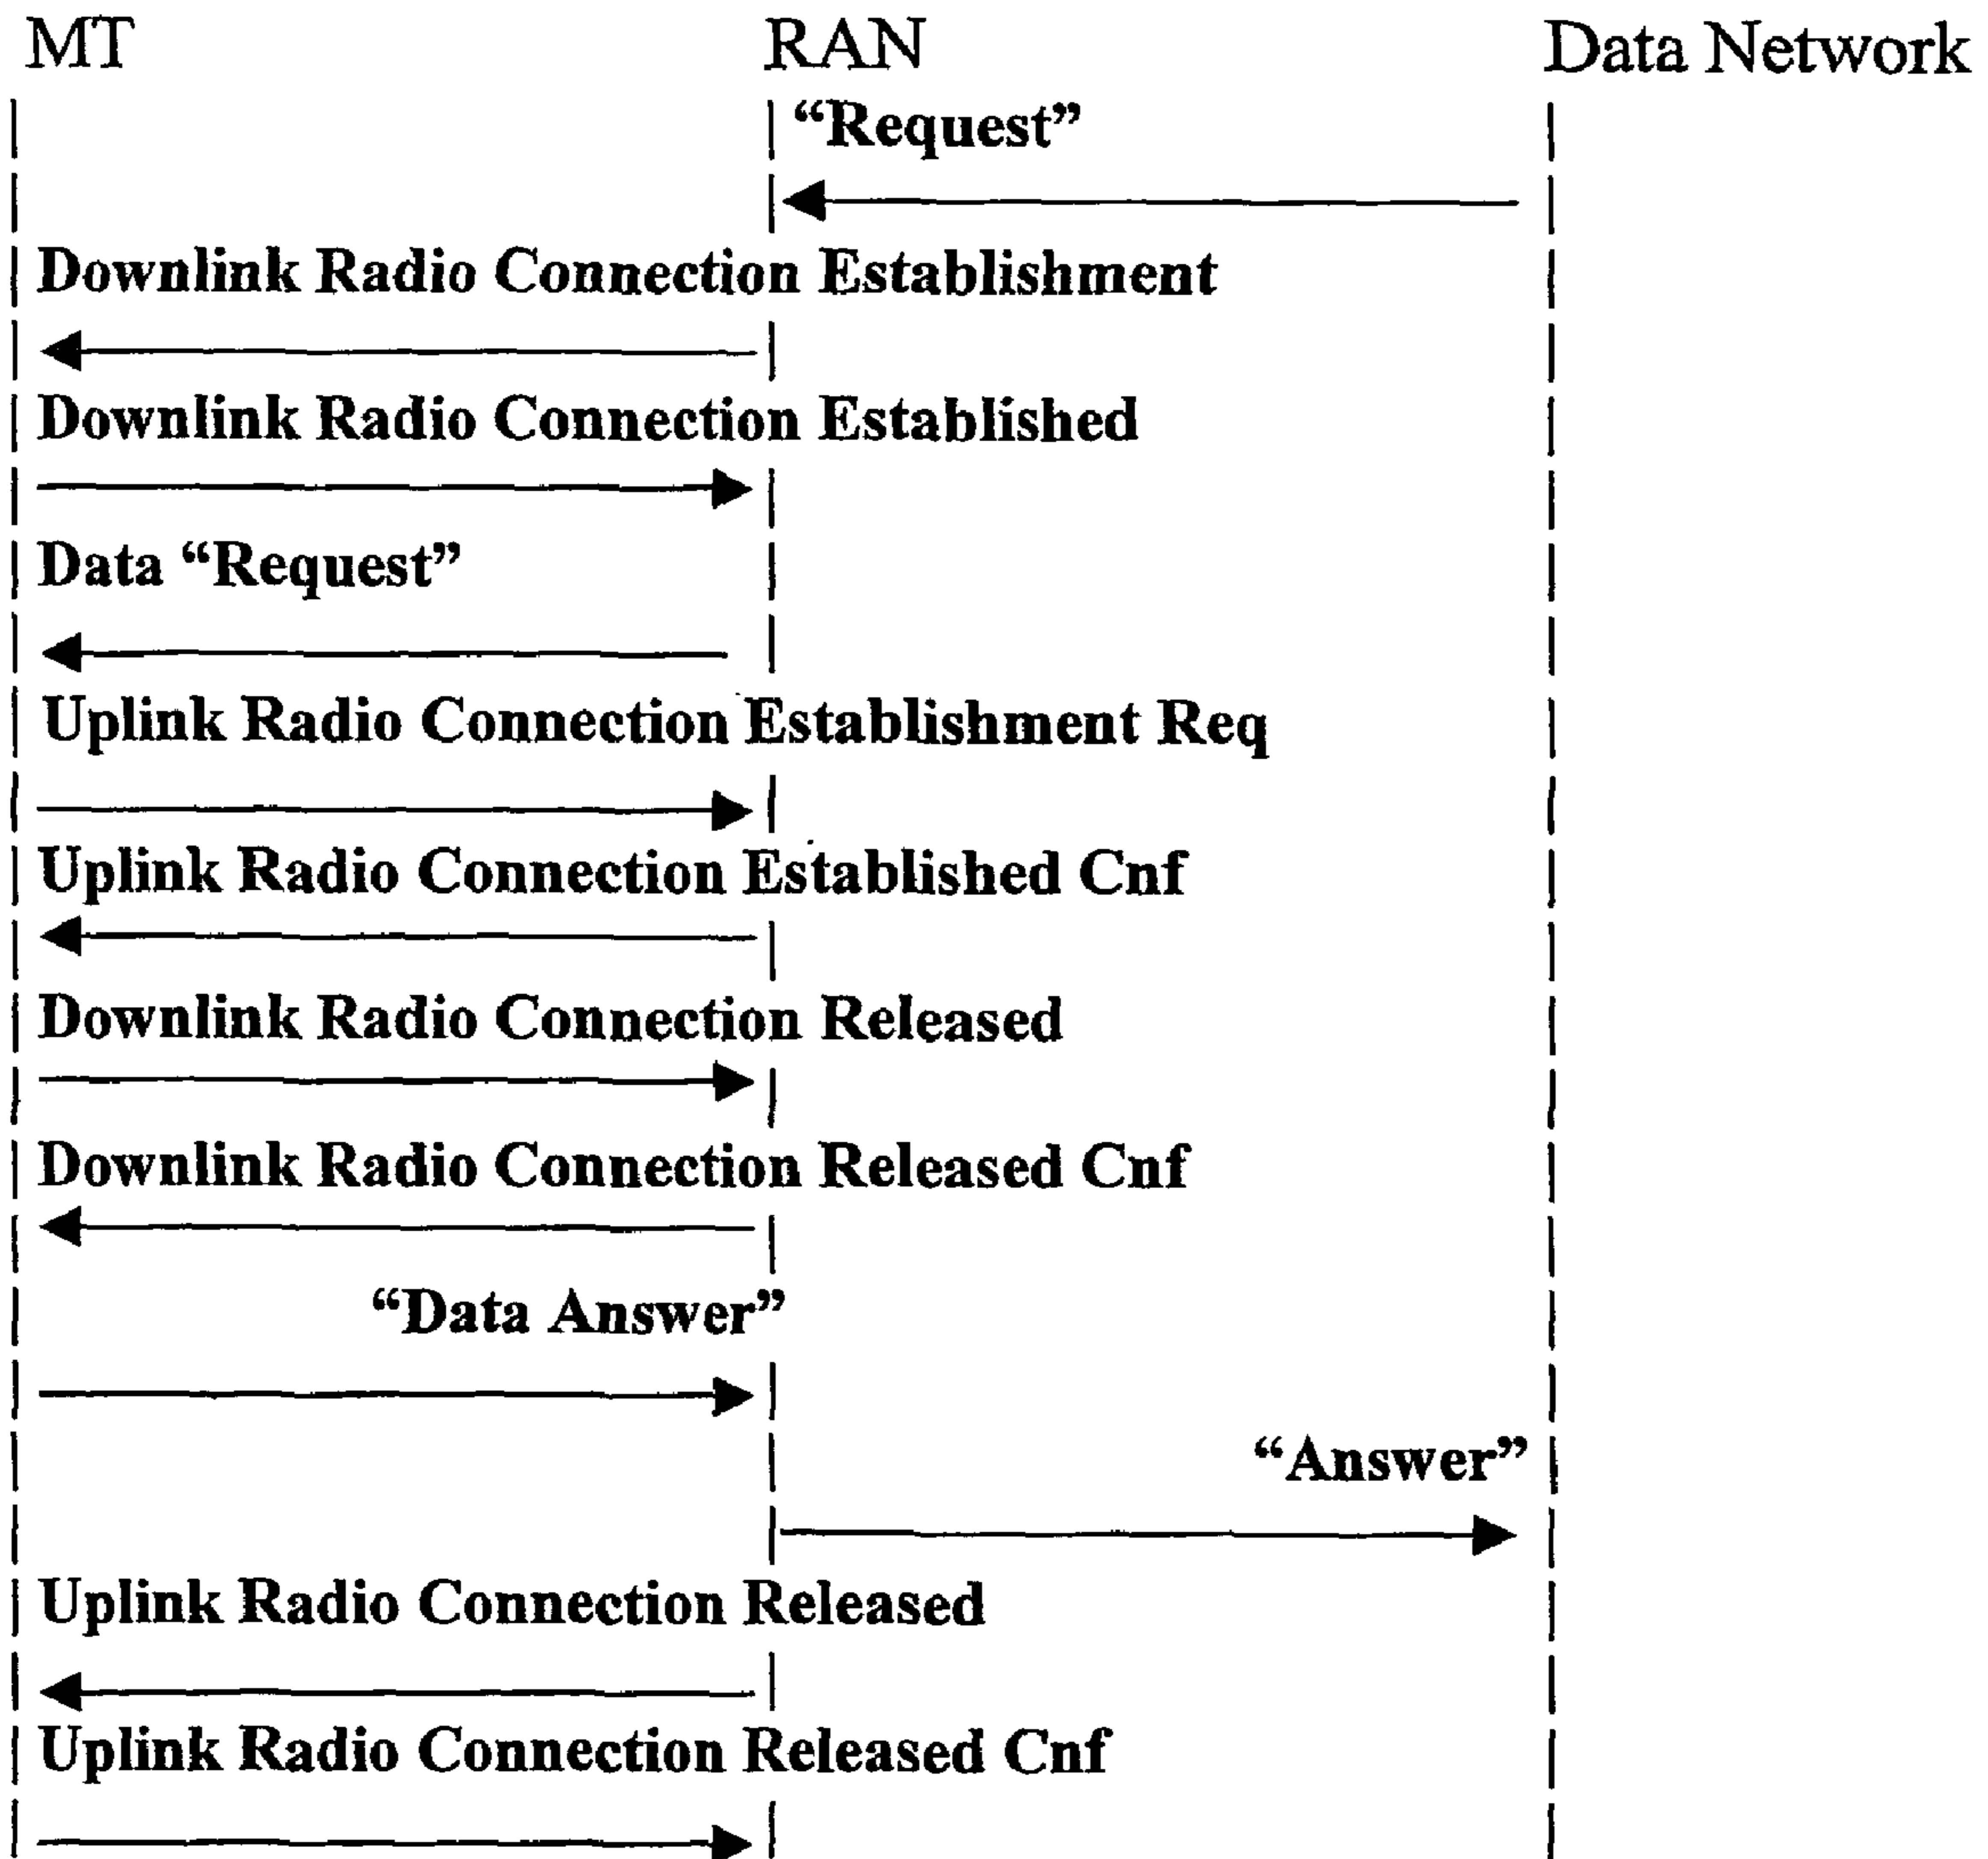 MT RAN Data Network
“Request”
Downlink Radio Connection Establishment
Downlink Radio Connection Established
Data “Request”
Uplink Radio Connection Establishment Req
Uplink Radio Connection Established Cnf
Downlink Radio Connection Released
Downlink Radio Connection Released Cnf
“Data Answer”
“Answer”
Uplink Radio Connection Released
Uplink Radio Connection Released Cnf